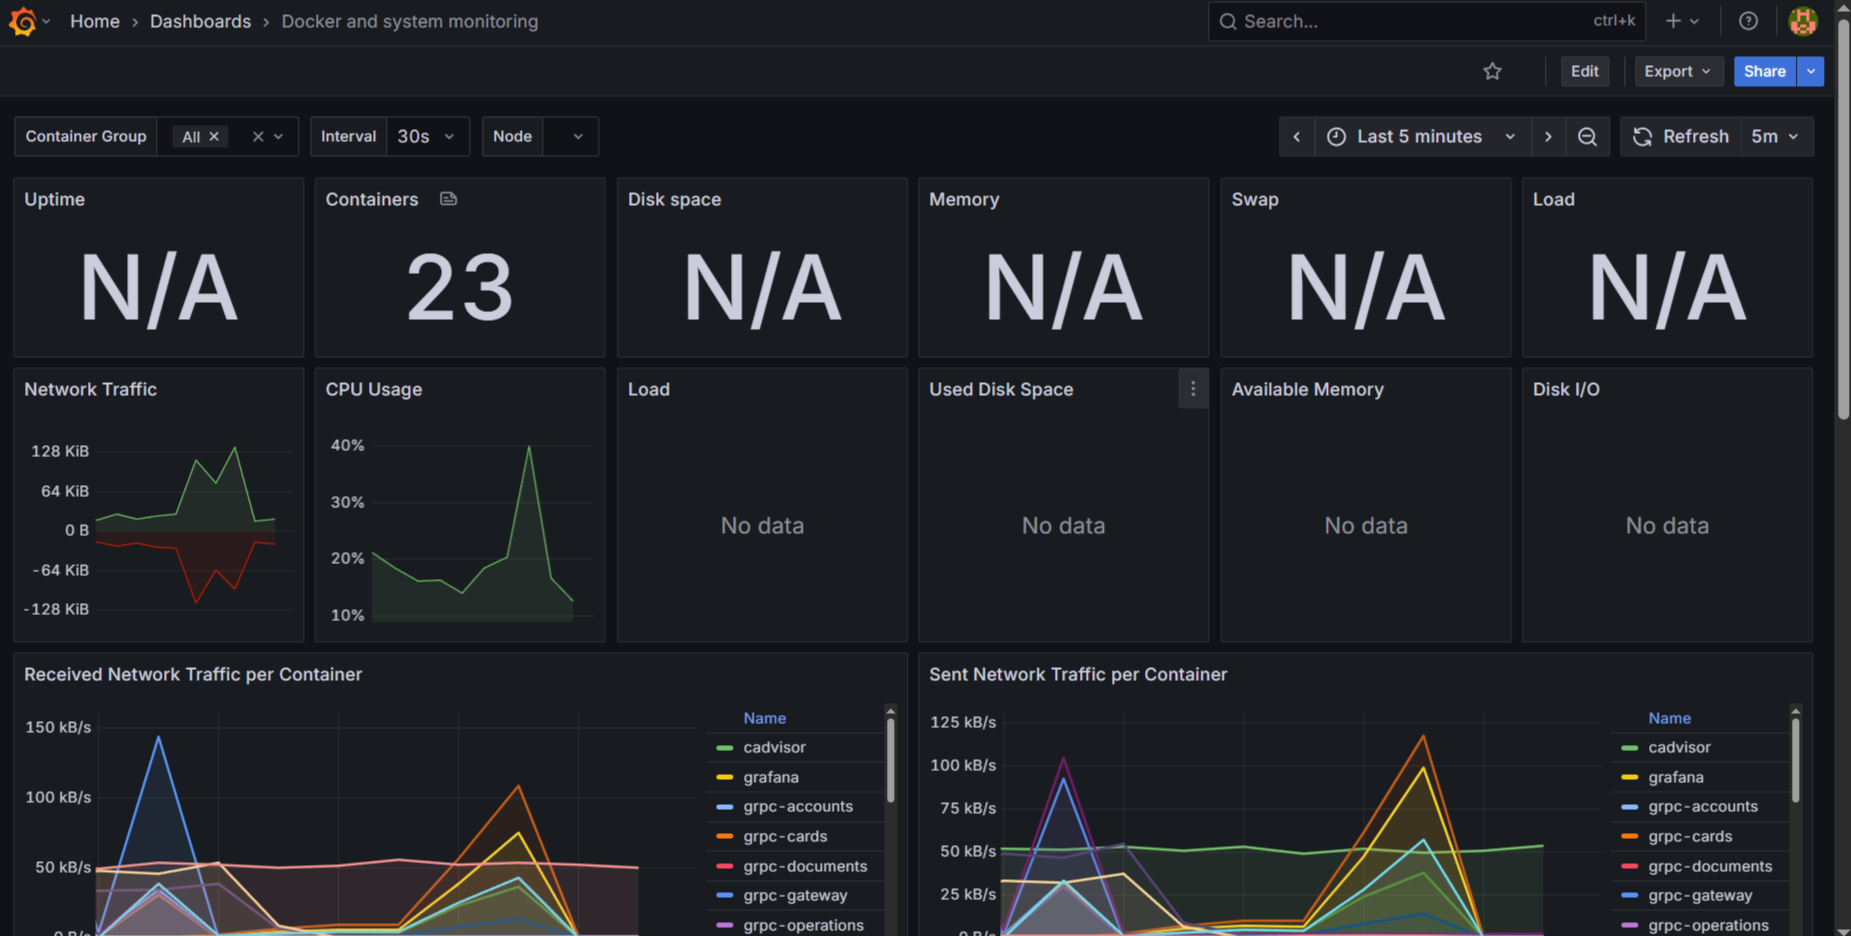 Home › Dashboards › Docker and system monitoring
Search... ctrl+k
Edit Export Share
Container Group All Interval 30s Node Last 5 minutes Refresh 5m
Uptime
N/A
Containers
23
Disk space
N/A
Memory
N/A
Swap
N/A
Load
N/A
Network Traffic
128 KiB
64 KiB
0 B
-64 KiB
-128 KiB
CPU Usage
40%
30%
20%
10%
Load
No data
Used Disk Space
No data
Available Memory
No data
Disk I/O
No data
Received Network Traffic per Container
150 kB/s
100 kB/s
50 kB/s
0 B/s
Name
cadvisor
grafana
grpc-accounts
grpc-cards
grpc-documents
grpc-gateway
grpc-operations
Sent Network Traffic per Container
125 kB/s
100 kB/s
75 kB/s
50 kB/s
25 kB/s
0 B/s
Name
cadvisor
grafana
grpc-accounts
grpc-cards
grpc-documents
grpc-gateway
grpc-operations